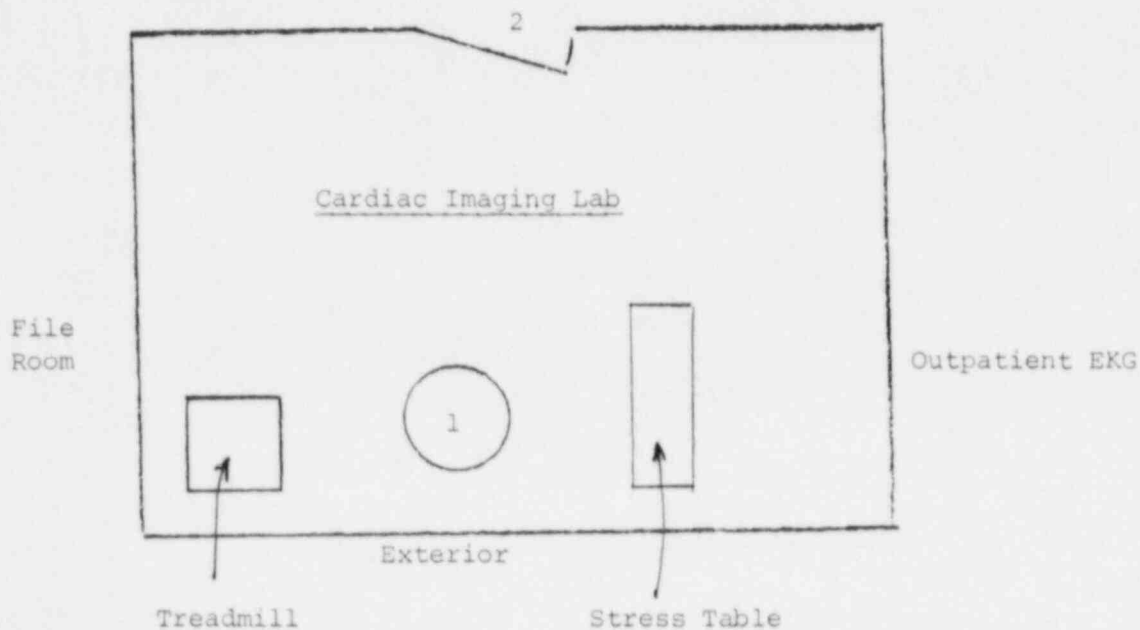 2
Cardiac Imaging Lab
File
Room
Outpatient EKG
1
Exterior
Treadmill
Stress Table